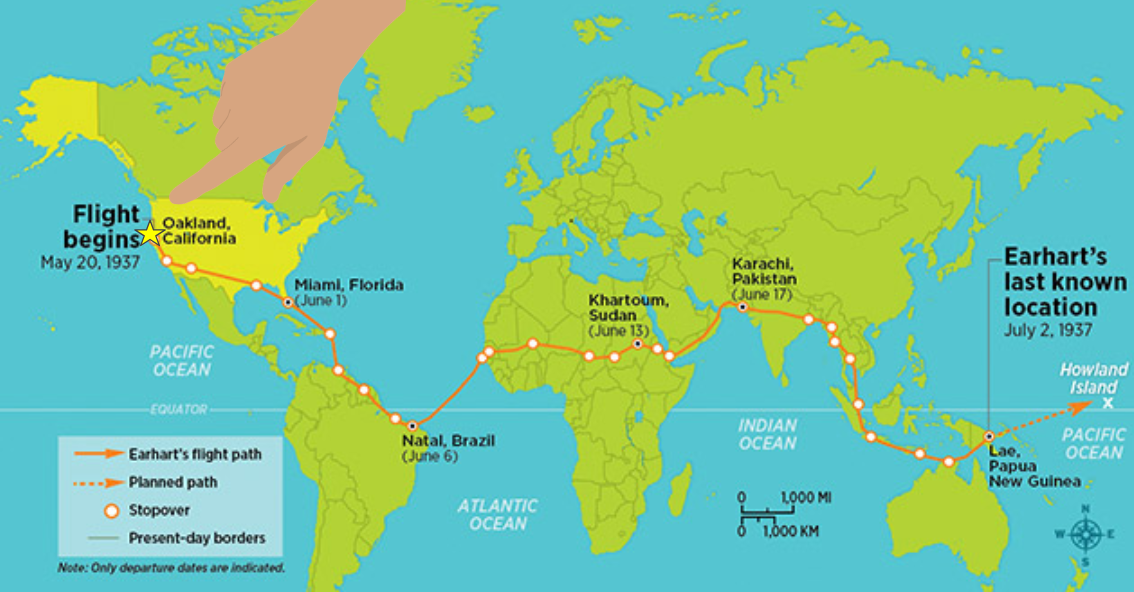 Flight
begins
May 20, 1937
Oakland,
California
Miami, Florida
(June 1)
Natal, Brazil
(June 6)
Khartoum,
Sudan
(June 13)
Karachi,
Pakistan
(June 17)
Earhart's
last known
location
July 2, 1937
Howland
Island
X
Lae,
Papua
New Guinea
PACIFIC
OCEAN
EQUATOR
ATLANTIC
OCEAN
INDIAN
OCEAN
PACIFIC
OCEAN
Earhart's flight path
Planned path
Stopover
Present-day borders
Note: Only departure dates are indicated.
0 1,000 MI
0 1,000 KM
N
W E
S